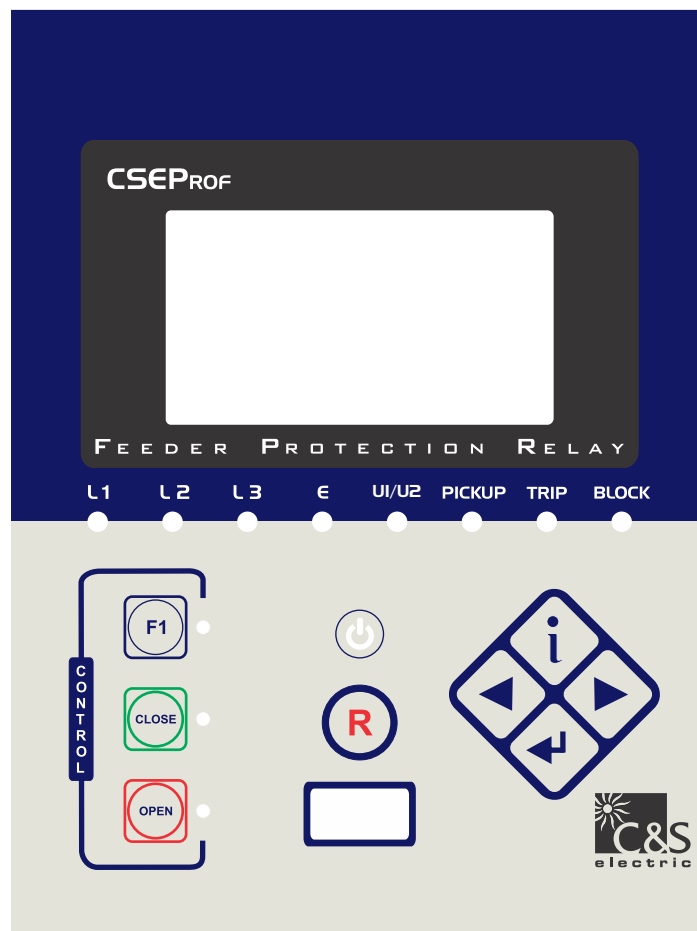 CSEPROF
FEEDER PROTECTION RELAY
L1 L2 L3 E UI/U2 PICKUP TRIP BLOCK
F1
i
CONTROL
CLOSE
R
OPEN
C&S
electric